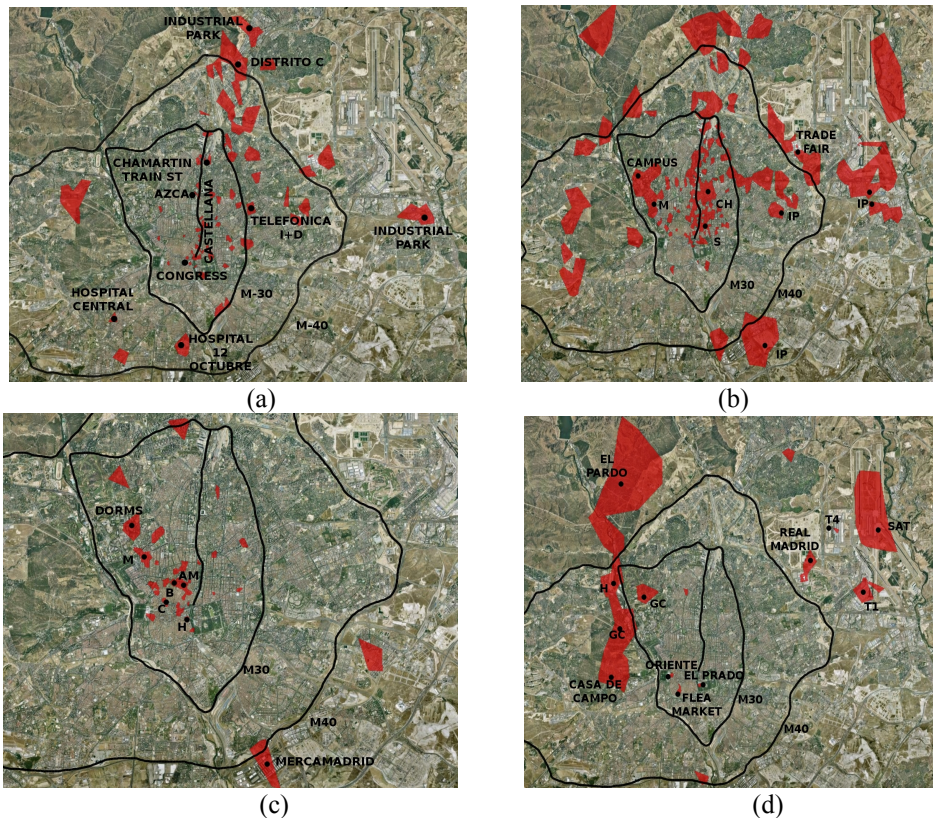 INDUSTRIAL
PARK
DISTRITO C
CHAMARTIN
TRAIN ST
AZCA
CASTELLANA
TELEFONICA
I+D
INDUSTRIAL
PARK
CONGRESS
M-30
HOSPITAL
CENTRAL
M-40
HOSPITAL
12
OCTUBRE
(a)
TRADE
FAIR
CAMPUS
M
CH
IP
IP
S
M30
M40
IP
(b)
DORMS
M
AM
B
C
H
M30
M40
MERCAMADRID
(c)
EL
PARDO
T4
SAT
REAL
MADRID
H
GC
T1
GC
ORIENTE
EL PRADO
CASA DE
CAMPO
FLEA
MARKET
M30
M40
(d)